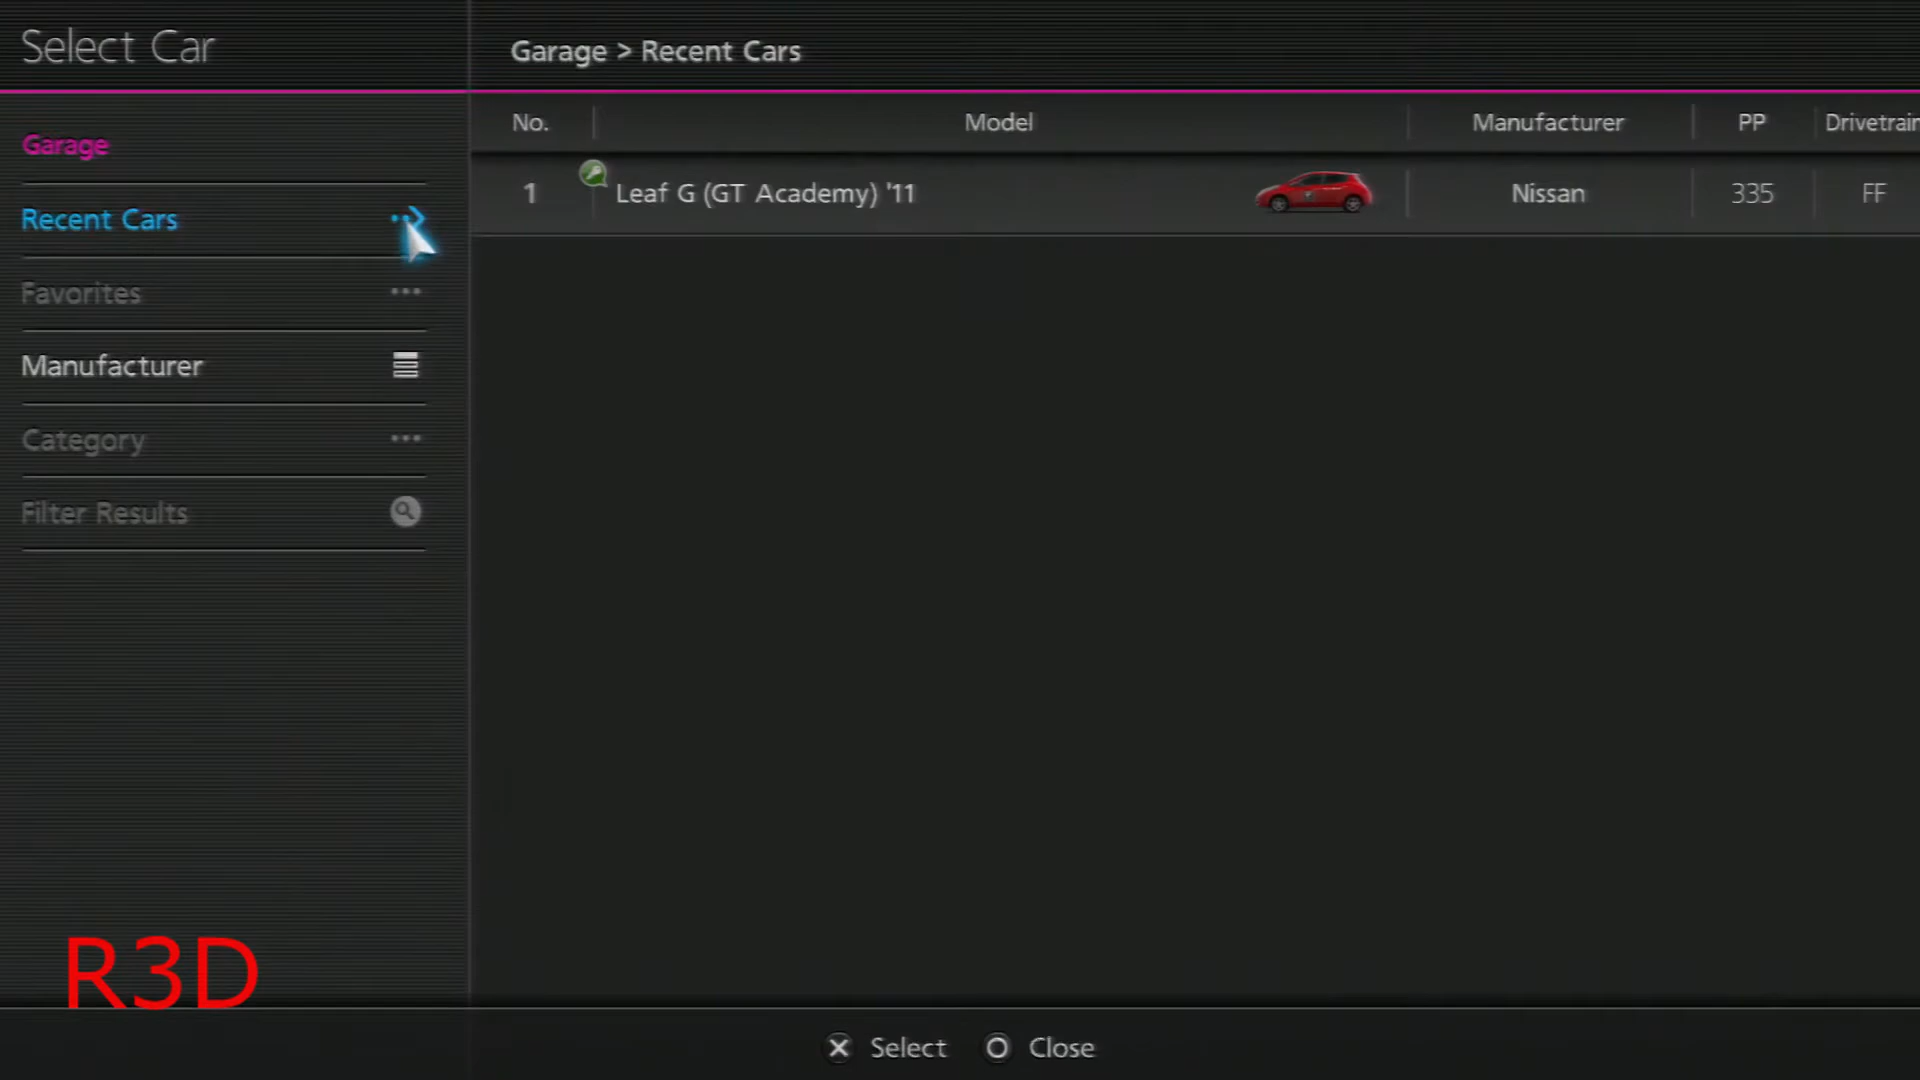 Select Car
Garage > Recent Cars
No. Model Manufacturer PP Drivetrain
Garage
1 Leaf G (GT Academy) '11 Nissan 335 FF
Recent Cars
Favorites
Manufacturer
Category
Filter Results
R3D
Select Close